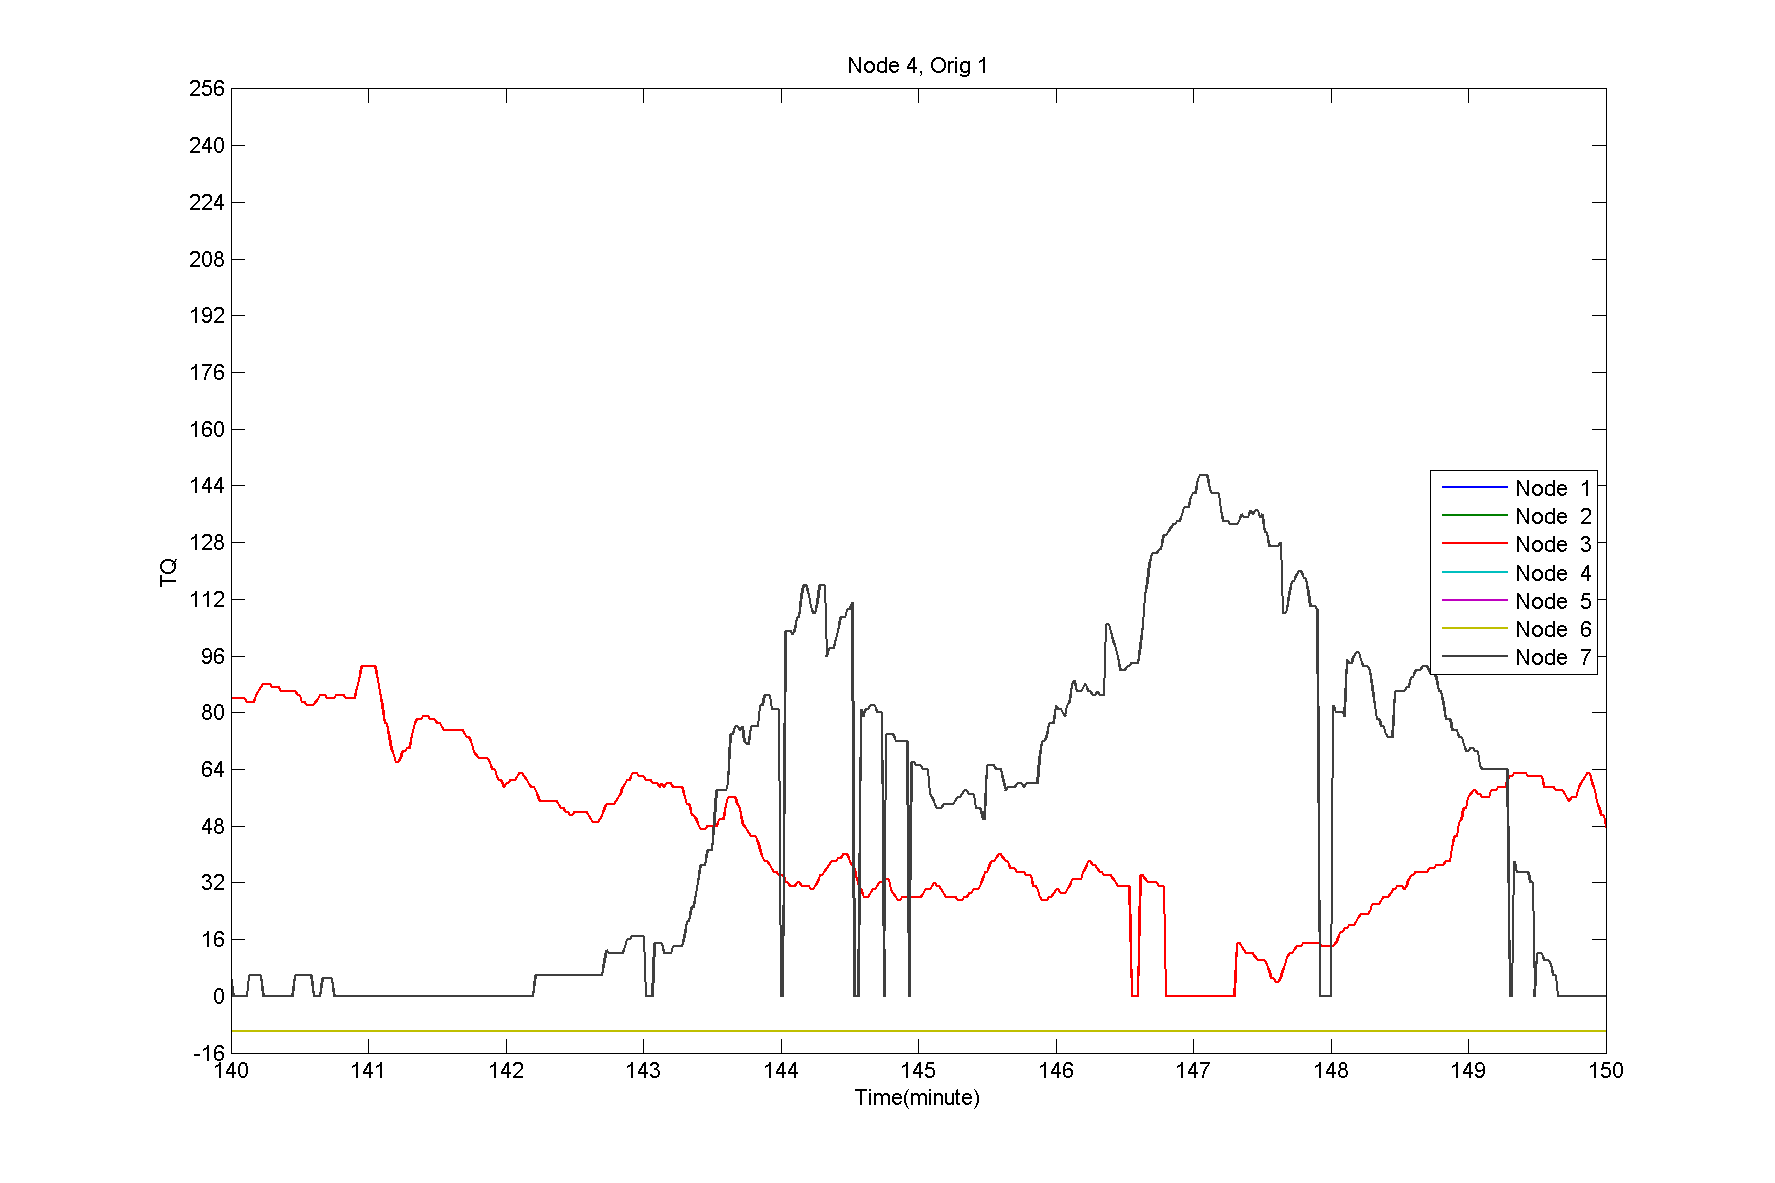 Node 4, Orig 1
256
240
224
208
192
176
160
144
128
112
96
80
64
48
32
16
0
-16
TQ
Node 1
Node 2
Node 3
Node 4
Node 5
Node 6
Node 7
140 141 142 143 144 145 146 147 148 149 150
Time(minute)